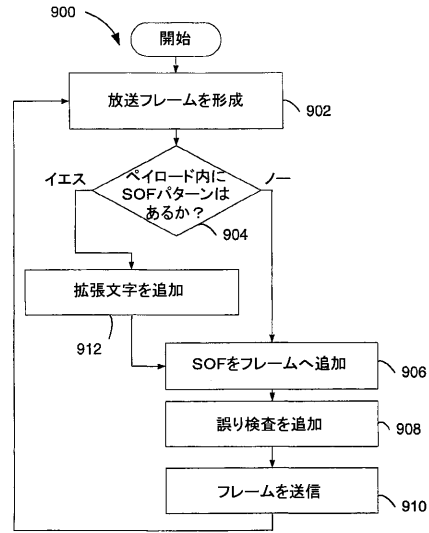 900
開始
放送フレームを形成
902
ペイロード内に
SOFパターンは
あるか?
イエス
ノー
904
拡張文字を追加
912
SOFをフレームへ追加
906
誤り検査を追加
908
フレームを送信
910